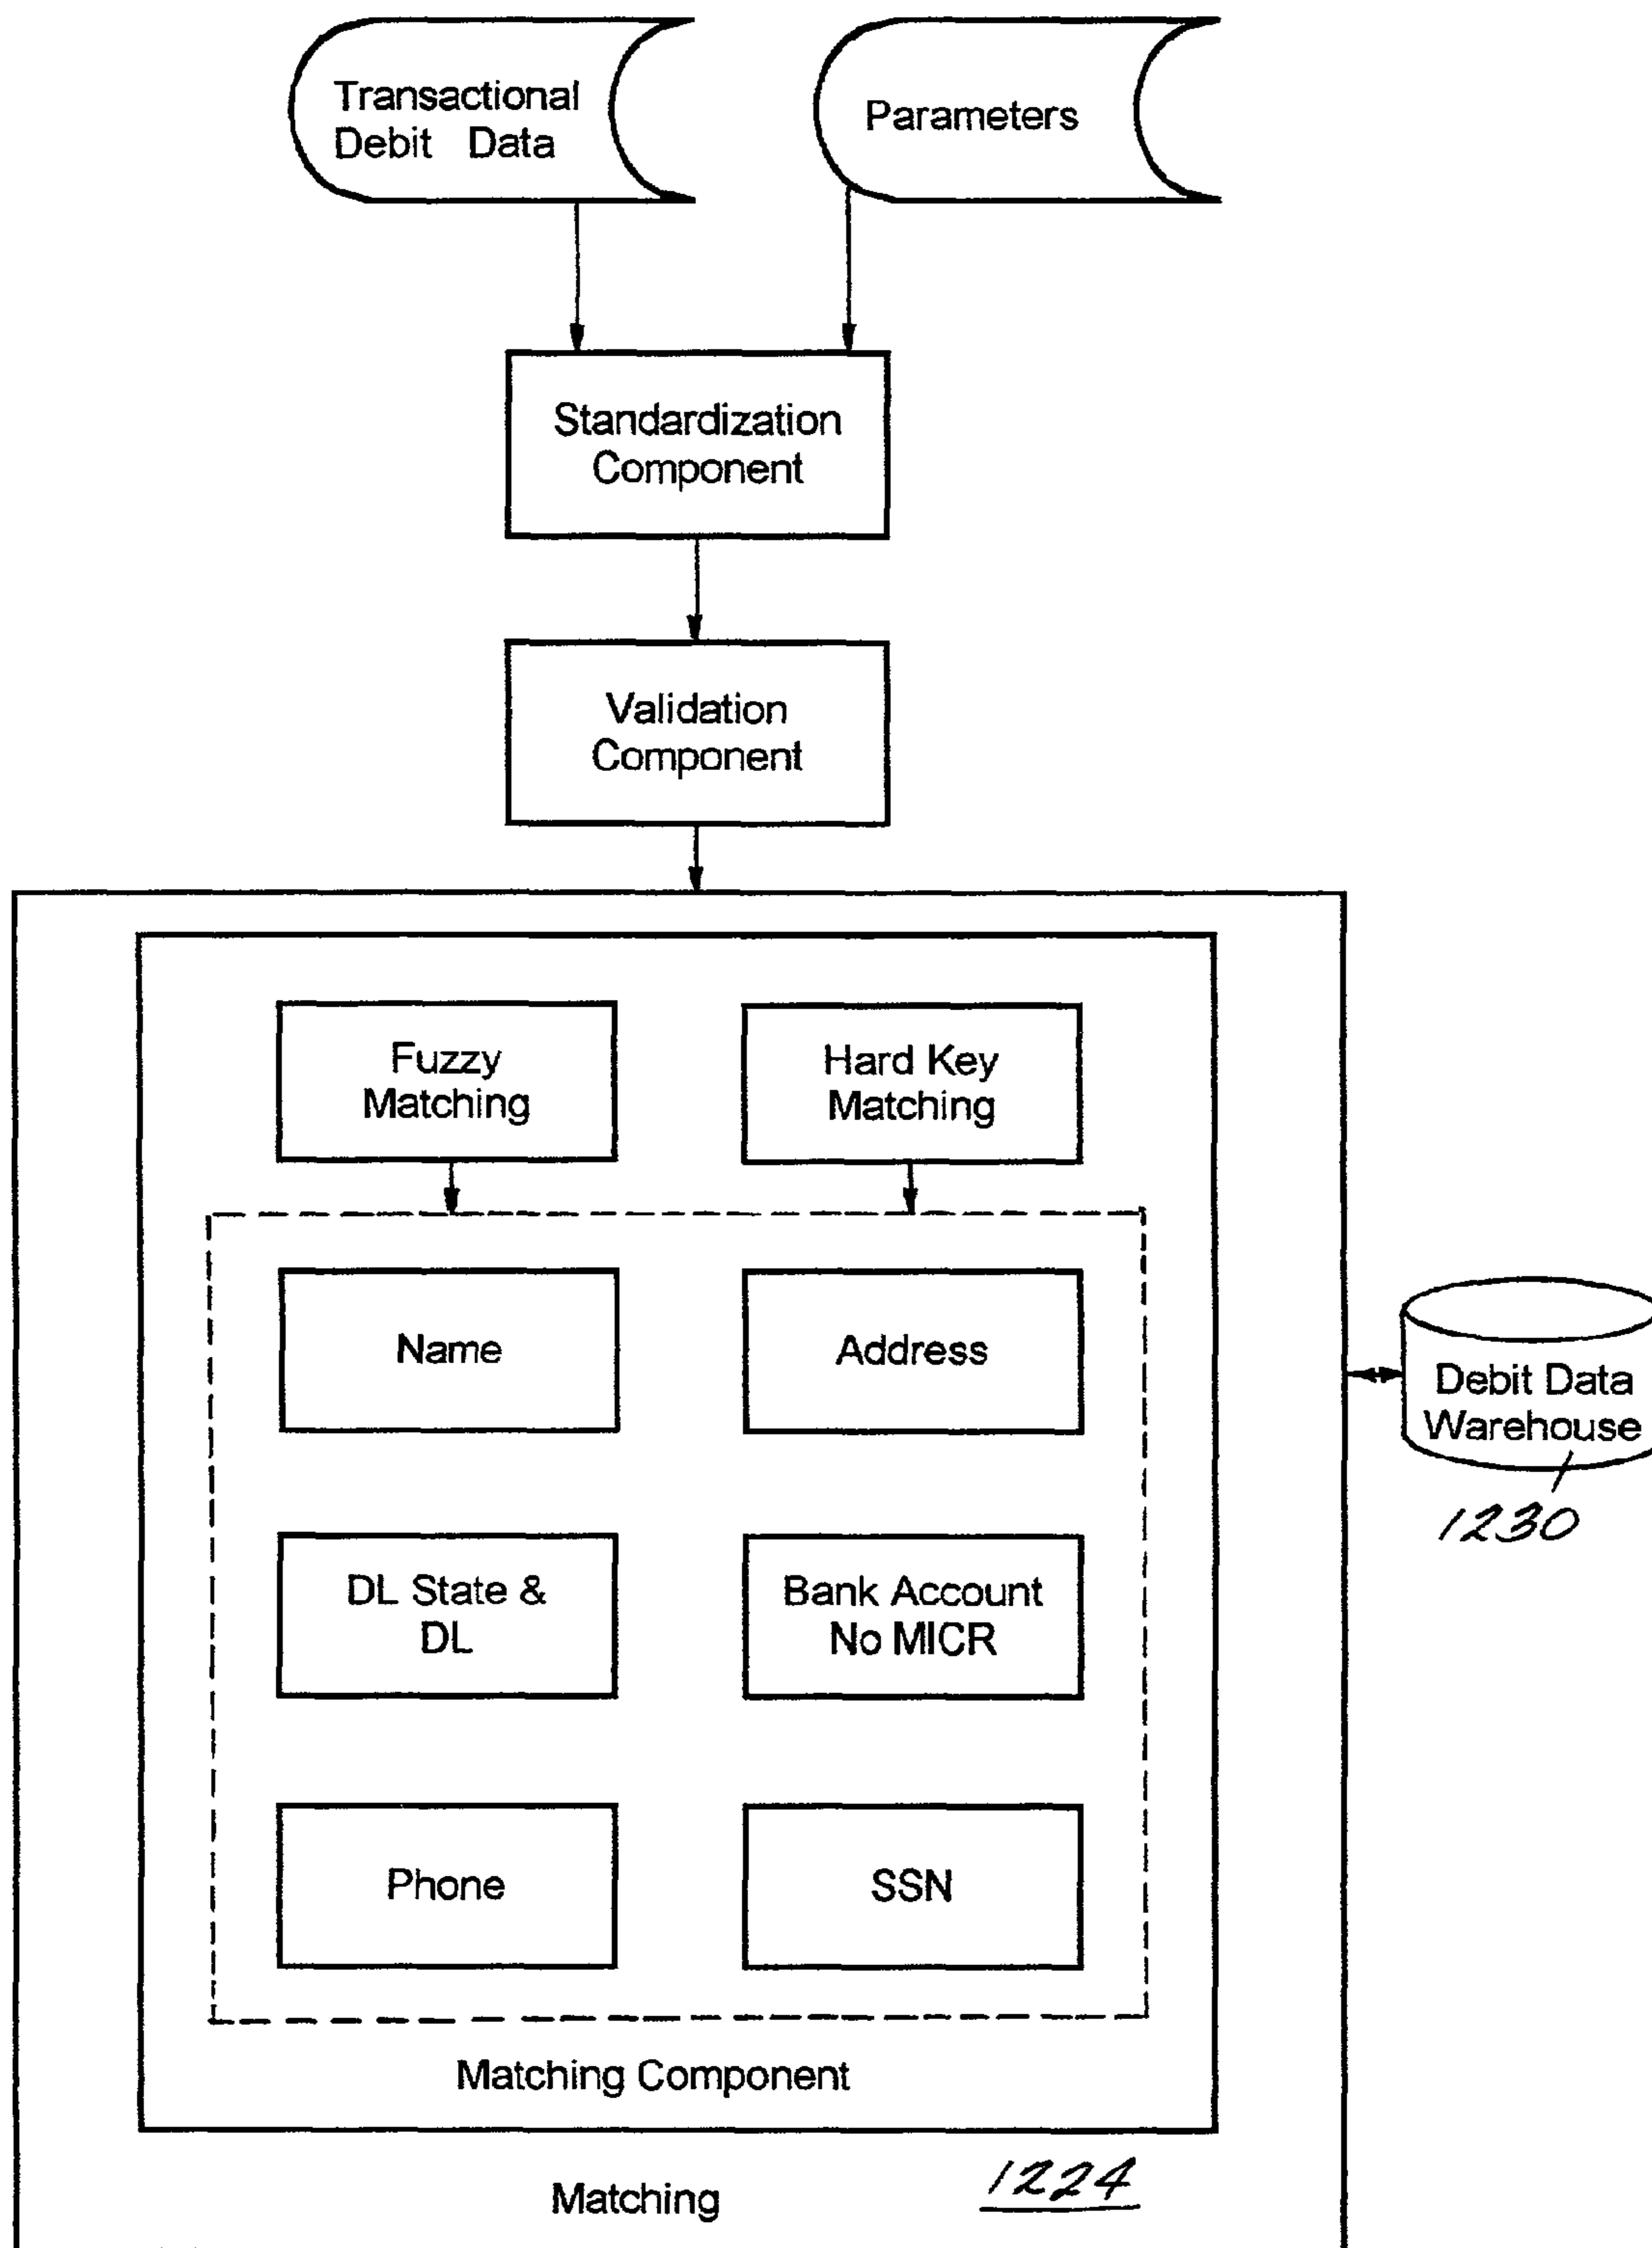 Transactional
Debit Data
Parameters
Standardization
Component
Validation
Component
Fuzzy
Matching
Hard Key
Matching
Name
Address
Debit Data
Warehouse
1230
DL State &
DL
Bank Account
No MICR
Phone
SSN
Matching Component
Matching
1224